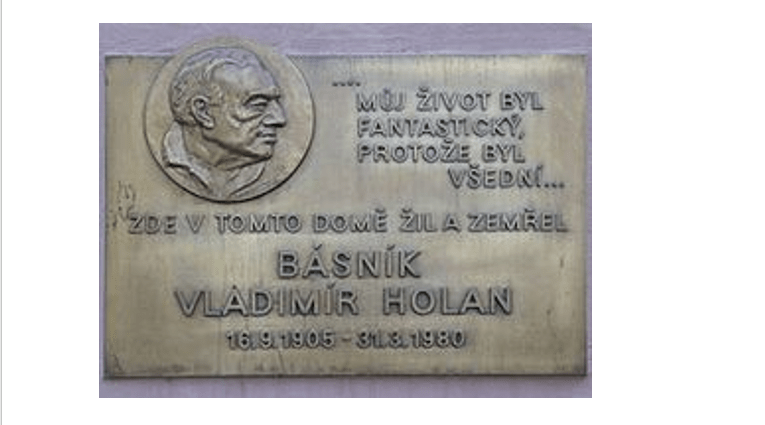 ....
MŮJ ŽIVOT BYL
FANTASTICKÝ,
PROTOŽE BYL
VŠEDNÍ...
ZDE V TOMTO DOMĚ ŽIL A ZEMŘEL
BÁSNÍK
VLADIMÍR HOLAN
16.9.1905 - 31.3.1980